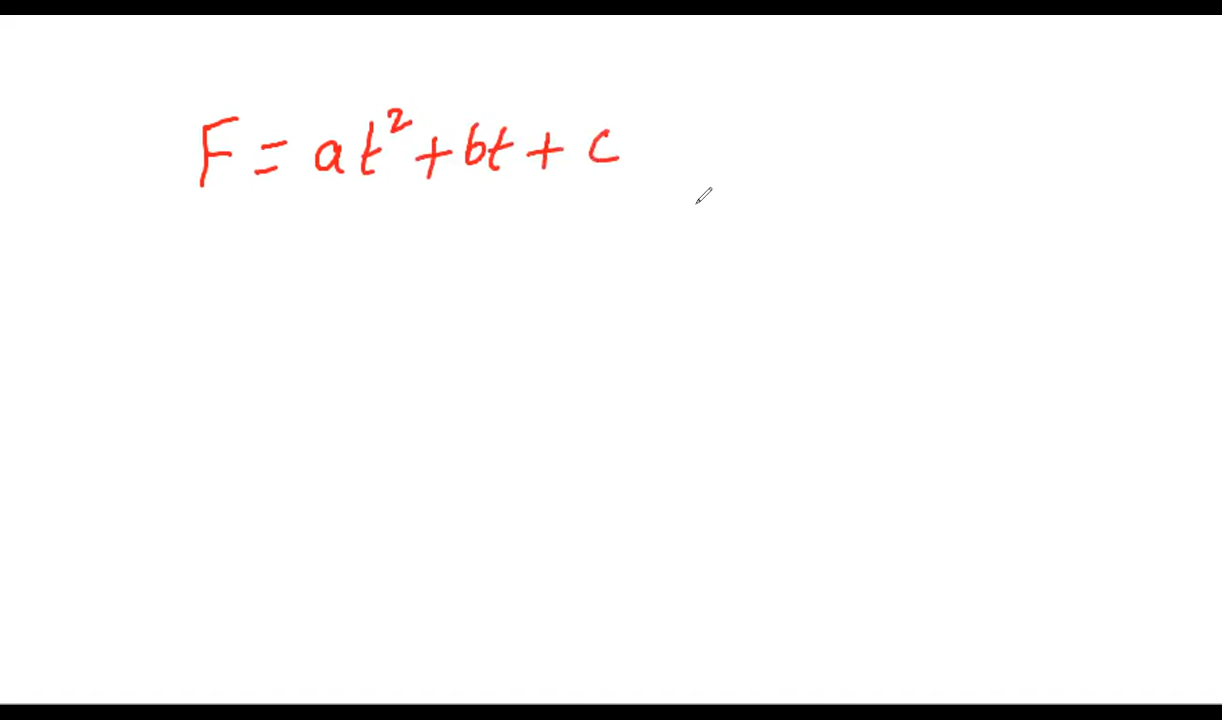 F = at² + bt + c